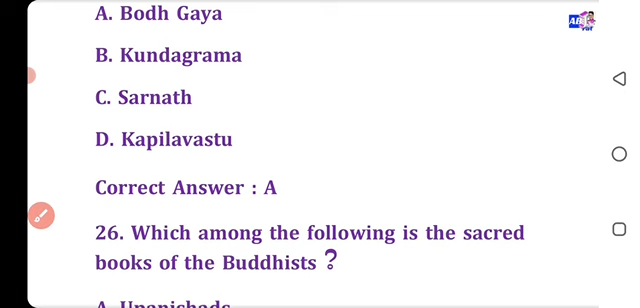 A. Bodh Gaya
B. Kundagrama
C. Sarnath
D. Kapilavastu
Correct Answer : A
26. Which among the following is the sacred
books of the Buddhists ?
A. Upanishads